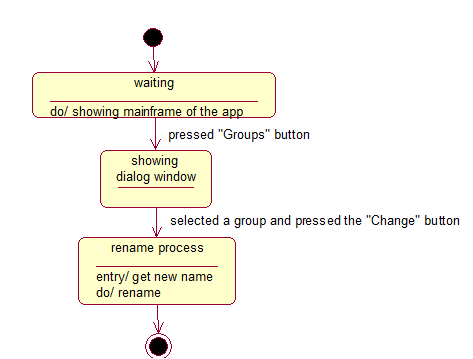 waiting
do/ showing mainframe of the app
pressed "Groups" button
showing
dialog window
selected a group and pressed the "Change" button
rename process
entry/ get new name
do/ rename